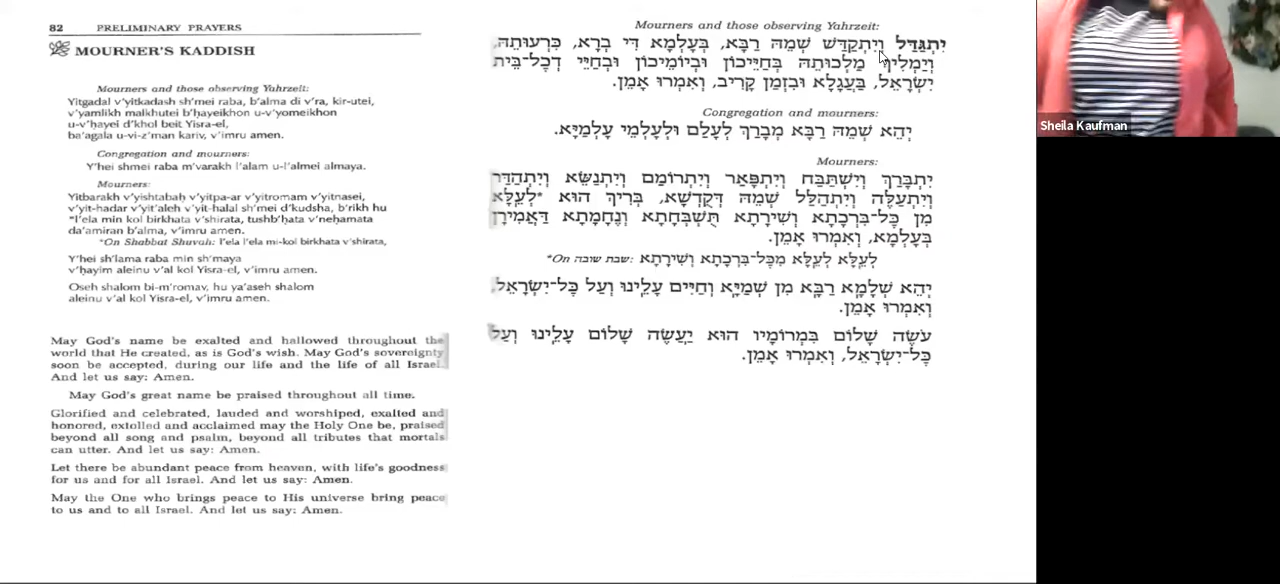 82 PRELIMINARY PRAYERS
MOURNER'S KADDISH
Mourners and those observing Yahrzeit:
Yitgadal v'yitkadash sh'mei raba, b'alma di v'ra, kir-utei,
v'yamlikh malkhutei b'ḥayeikhon u-v'yomeikhon
u-v'ḥayei d'khol beit Yisra-el,
ba'agala u-vi-z'man kariv, v'imru amen.
Congregation and mourners:
Y'hei shmei raba m'varakh l'alam u-l'almei almaya.
Mourners:
Yitbarakh v'yishtabaḥ v'yitpa-ar v'yitromam v'yitnasei,
v'yit-hadar v'yit'aleh v'yit-halal sh'mei d'kudsha, b'rikh hu
*l'ela min kol birkhata v'shirata, tushb'ḥata v'neḥamata
da'amiran b'alma, v'imru amen.
*On Shabbat Shuvah: l'ela l'ela mi-kol birkhata v'shirata,
Y'hei sh'lama raba min sh'maya
v'ḥayim aleinu v'al kol Yisra-el, v'imru amen.
Oseh shalom bi-m'romav, hu ya'aseh shalom
aleinu v'al kol Yisra-el, v'imru amen.
May God's name be exalted and hallowed throughout the
world that He created, as is God's wish. May God's sovereignty
soon be accepted, during our life and the life of all Israel.
And let us say: Amen.
May God's great name be praised throughout all time.
Glorified and celebrated, lauded and worshiped, exalted and
honored, extolled and acclaimed may the Holy One be, praised
beyond all song and psalm, beyond all tributes that mortals
can utter. And let us say: Amen.
Let there be abundant peace from heaven, with life's goodness
for us and for all Israel. And let us say: Amen.
May the One who brings peace to His universe bring peace
to us and to all Israel. And let us say: Amen.
Mourners and those observing Yahrzeit:
יִתְגַּדַּל וְיִתְקַדַּשׁ שְׁמֵהּ רַבָּא, בְּעָלְמָא דִּי בְרָא, כִּרְעוּתֵהּ,
וְיַמְלִיךְ מַלְכוּתֵהּ בְּחַיֵּיכוֹן וּבְיוֹמֵיכוֹן וּבְחַיֵּי דְכָל־בֵּית
יִשְׂרָאֵל, בַּעֲגָלָא וּבִזְמַן קָרִיב, וְאִמְרוּ אָמֵן.
Congregation and mourners:
יְהֵא שְׁמֵהּ רַבָּא מְבָרַךְ לְעָלַם וּלְעָלְמֵי עָלְמַיָּא.
Mourners:
יִתְבָּרַךְ וְיִשְׁתַּבַּח וְיִתְפָּאַר וְיִתְרוֹמַם וְיִתְנַשֵּׂא וְיִתְהַדַּר
וְיִתְעַלֶּה וְיִתְהַלַּל שְׁמֵהּ דְּקֻדְשָׁא, בְּרִיךְ הוּא *לְעֵלָּא
מִן כָּל־בִּרְכָתָא וְשִׁירָתָא תֻּשְׁבְּחָתָא וְנֶחָמָתָא דַּאֲמִירָן
בְּעָלְמָא, וְאִמְרוּ אָמֵן.
*On שבת שובה: לְעֵלָּא לְעֵלָּא מִכָּל־בִּרְכָתָא וְשִׁירָתָא
יְהֵא שְׁלָמָא רַבָּא מִן שְׁמַיָּא וְחַיִּים עָלֵינוּ וְעַל כָּל־יִשְׂרָאֵל,
וְאִמְרוּ אָמֵן.
עֹשֶׂה שָׁלוֹם בִּמְרוֹמָיו הוּא יַעֲשֶׂה שָׁלוֹם עָלֵינוּ וְעַל
כָּל־יִשְׂרָאֵל, וְאִמְרוּ אָמֵן.
Sheila Kaufman